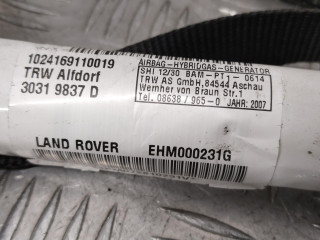 1024169110019
TRW Alfdorf
3031 9837 D
AIRBAG-HYBRIDGAS-GENERATOR
SHI 12/30 BAM-PT1- 0614
TRW AS GmbH,84544 Aschau
Wernher von Braun Str.1
Tel. 08638 / 965-0 JAHR: 2007
LAND ROVER EHM000231G